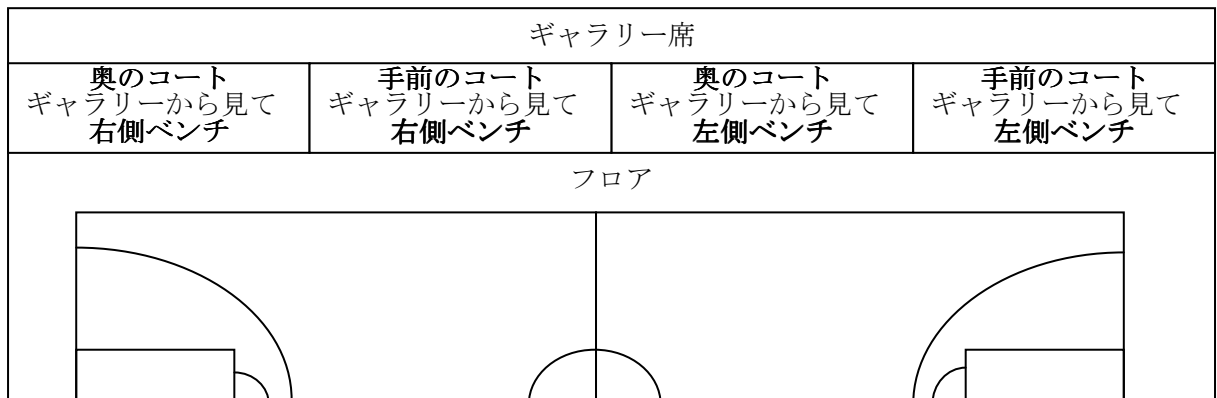 ギャラリー席
奥のコート
ギャラリーから見て
右側ベンチ
手前のコート
ギャラリーから見て
右側ベンチ
奥のコート
ギャラリーから見て
左側ベンチ
手前のコート
ギャラリーから見て
左側ベンチ
フロア